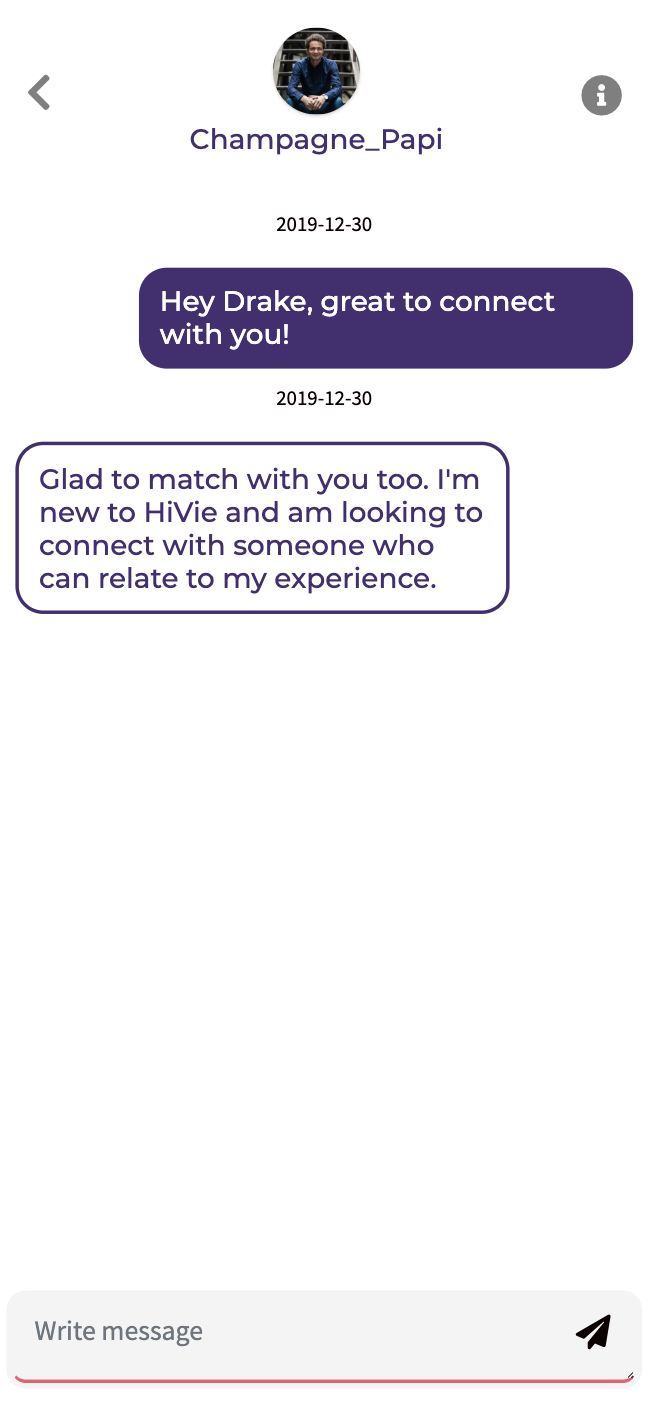 Champagne_Papi
2019-12-30
Hey Drake, great to connect
with you!
2019-12-30
Glad to match with you too. I'm
new to HiVie and am looking to
connect with someone who
can relate to my experience.
Write message